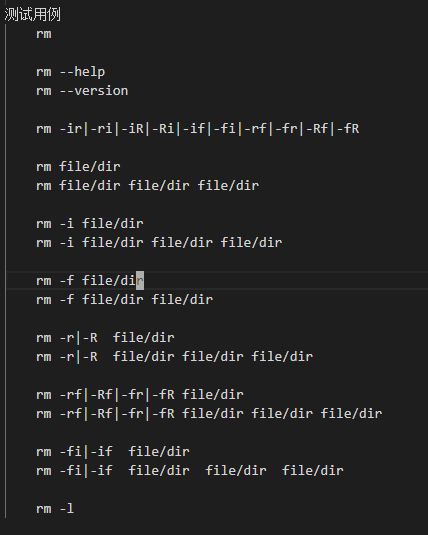 测试用例
rm
rm --help
rm --version
rm -ir|-ri|-iR|-Ri|-if|-fi|-rf|-fr|-Rf|-fR
rm file/dir
rm file/dir file/dir file/dir
rm -i file/dir
rm -i file/dir file/dir file/dir
rm -f file/dir
rm -f file/dir file/dir
rm -r|-R  file/dir
rm -r|-R  file/dir file/dir file/dir
rm -rf|-Rf|-fr|-fR file/dir
rm -rf|-Rf|-fr|-fR file/dir file/dir file/dir
rm -fi|-if  file/dir
rm -fi|-if  file/dir  file/dir  file/dir
rm -l